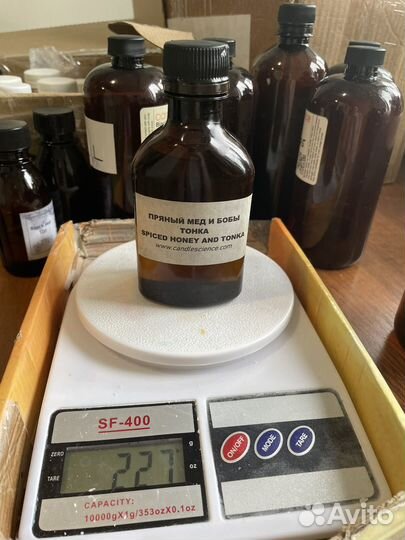 ПРЯНЫЙ МЕД И БОБЫ
ТОНКА
SPICED HONEY AND TONKA
www.candlescience.com
SF-400
ZERO
TARE
227
g
oz
CAPACITY:
10000gX1g/353ozX0.1oz
ON/OFF
MODE
TARE
Avito